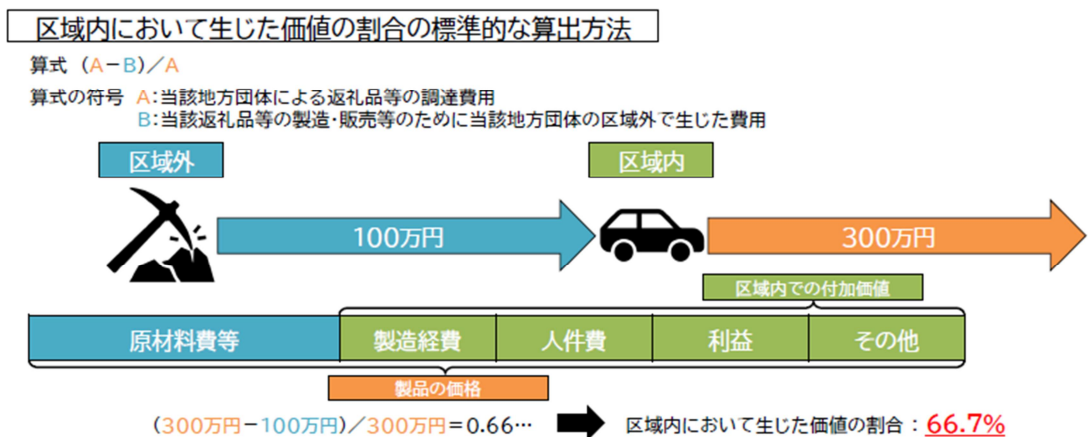 区域内において生じた価値の割合の標準的な算出方法
算式 (A-B)/A
算式の符号 A:当該地方団体による返礼品等の調達費用
B:当該返礼品等の製造・販売等のために当該地方団体の区域外で生じた費用
区域外 区域内
100万円 300万円
区域内での付加価値
原材料費等 製造経費 人件費 利益 その他
製品の価格
(300万円-100万円)/300万円=0.66… 区域内において生じた価値の割合:66.7%